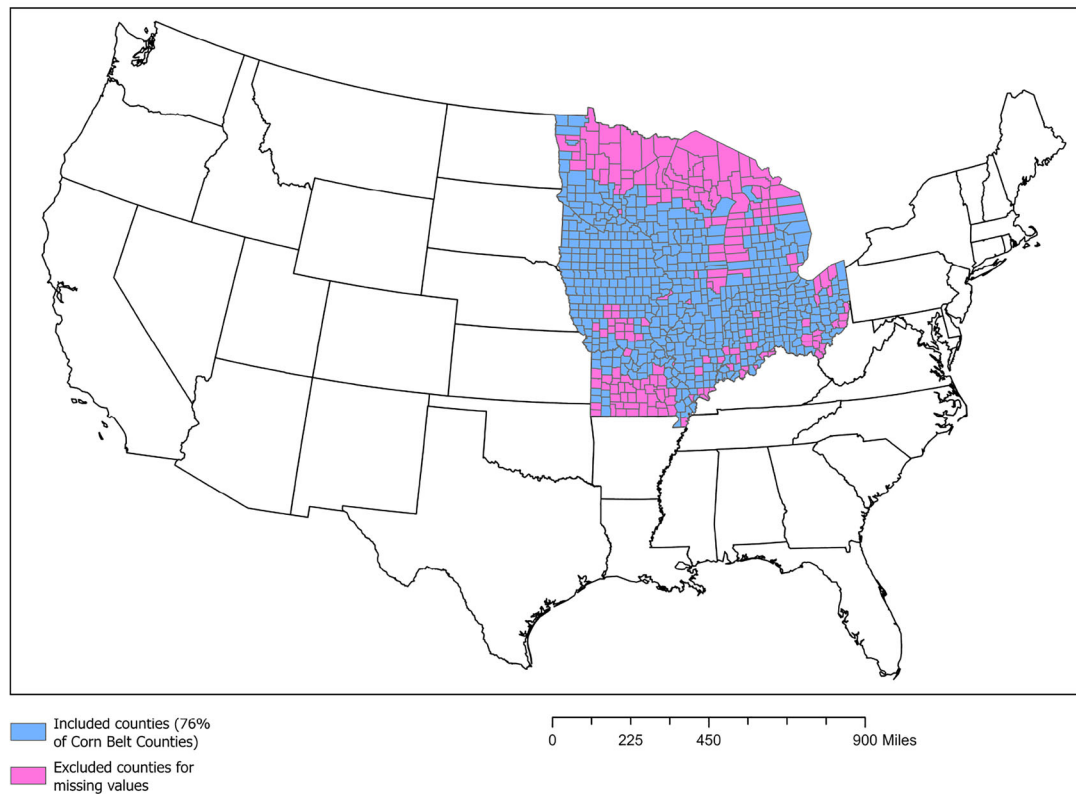 Included counties (76%
of Corn Belt Counties)
Excluded counties for
missing values
0 225 450 900 Miles